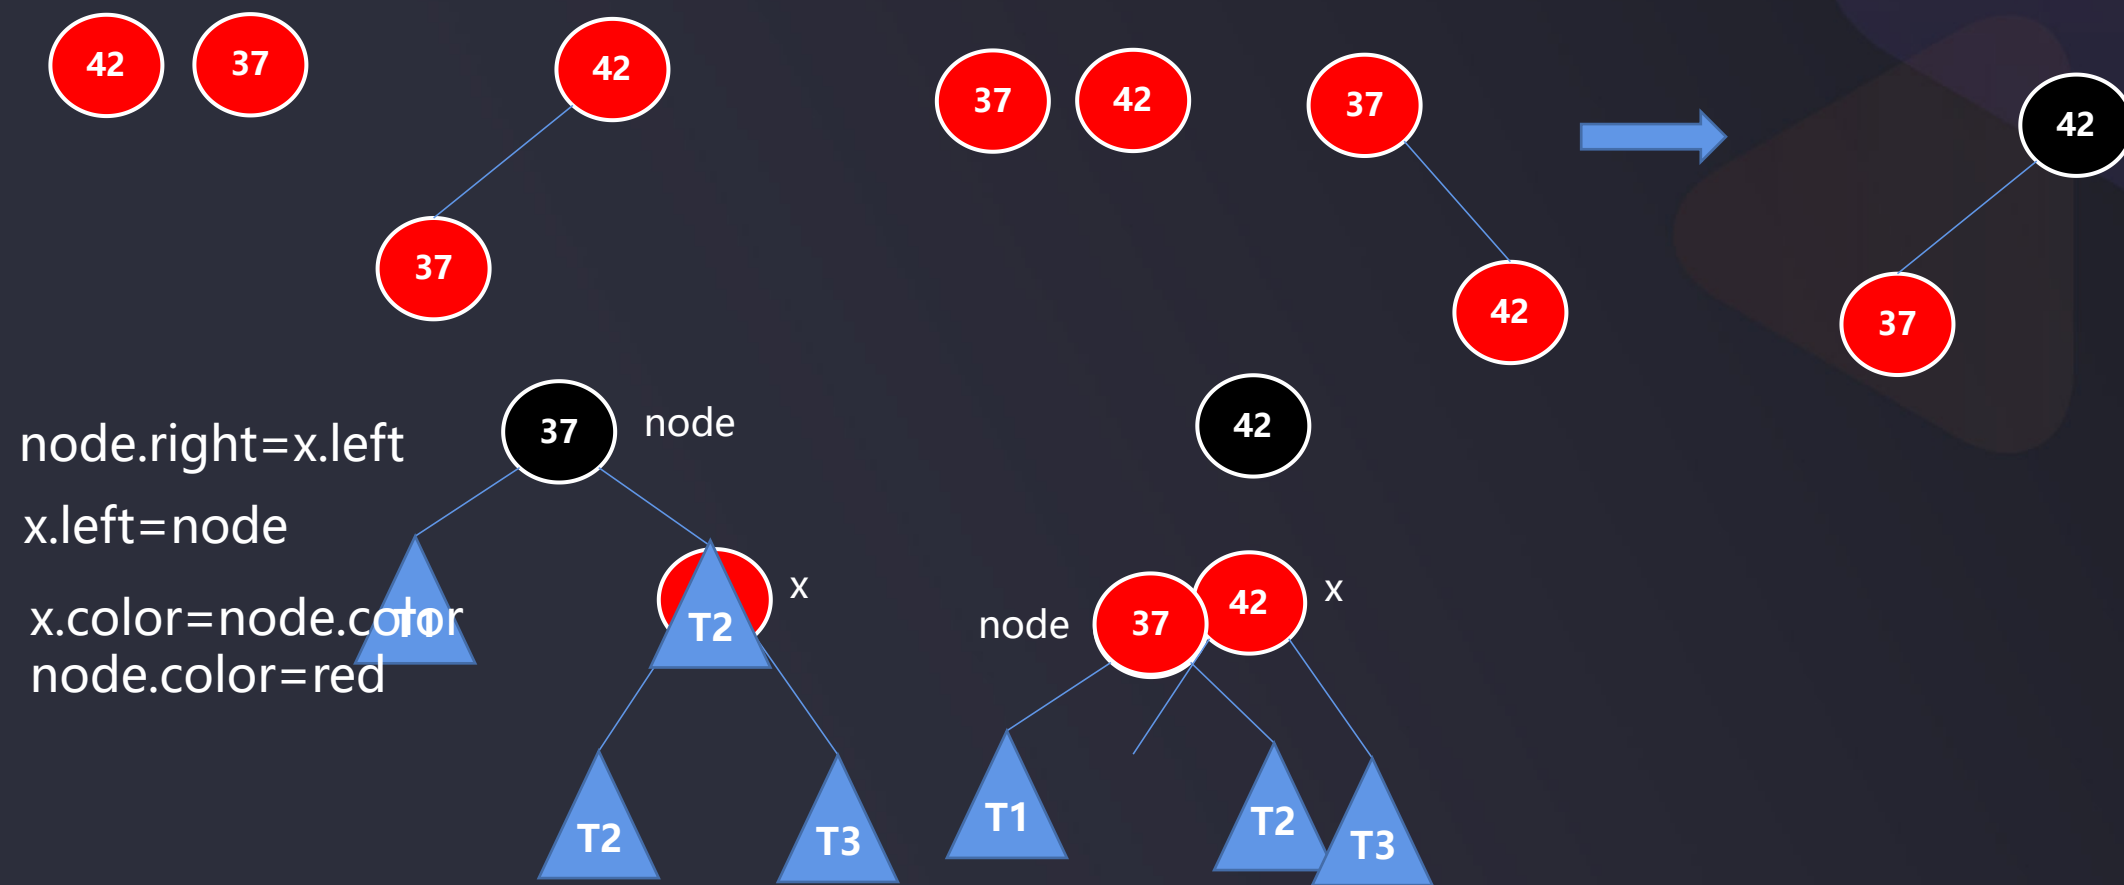 42 37 42
37 42 37
42
37
42
37
node.right=x.left
37 node
42
x.left=node
x.color=node.color
T1
T2 x
node 37 42 x
node.color=red
T2 T3
T1 T2 T3